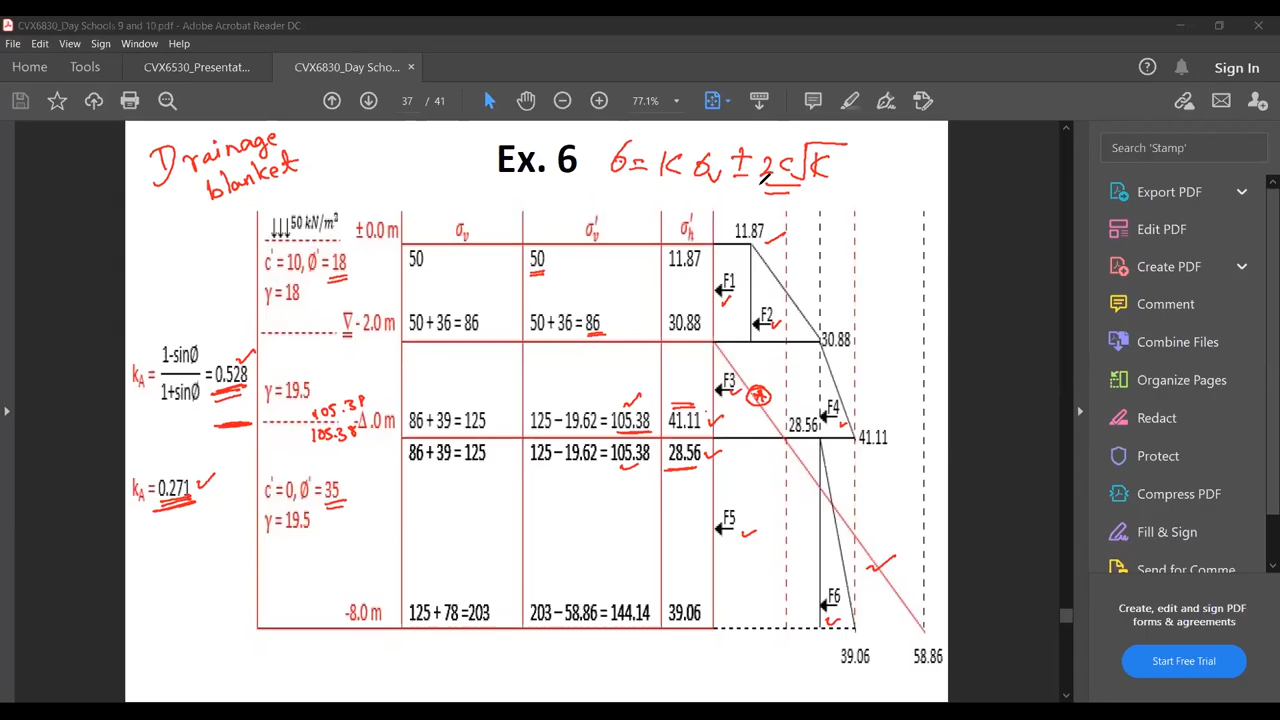 CVX6830_Day Schools 9 and 10.pdf - Adobe Acrobat Reader DC
File Edit View Sign Window Help
Home Tools CVX6530_Presentat... CVX6830_Day Scho... ×
Sign In
37 / 41 77.1%
Drainage
blanket
Ex. 6 σ = K σv ± 2c√K
↓↓↓50 kN/m² ± 0.0 m σv σv′ σh′ 11.87
c' = 10, Ø' = 18 50 50 11.87
γ = 18 F1
F2
∇ - 2.0 m 50 + 36 = 86 50 + 36 = 86 30.88 30.88
kA = 1-sinØ / 1+sinØ = 0.528
γ = 19.5 F3
105.38 F4
-Δ.0 m 86 + 39 = 125 125 − 19.62 = 105.38 41.11 28.56 41.11
105.38
86 + 39 = 125 125 − 19.62 = 105.38 28.56
kA = 0.271 c' = 0, Ø' = 35
γ = 19.5 F5
F6
-8.0 m 125 + 78 =203 203 − 58.86 = 144.14 39.06
39.06 58.86
Search 'Stamp'
Export PDF
Edit PDF
Create PDF
Comment
Combine Files
Organize Pages
Redact
Protect
Compress PDF
Fill & Sign
Send for Comme...
Create, edit and sign PDF
forms & agreements
Start Free Trial